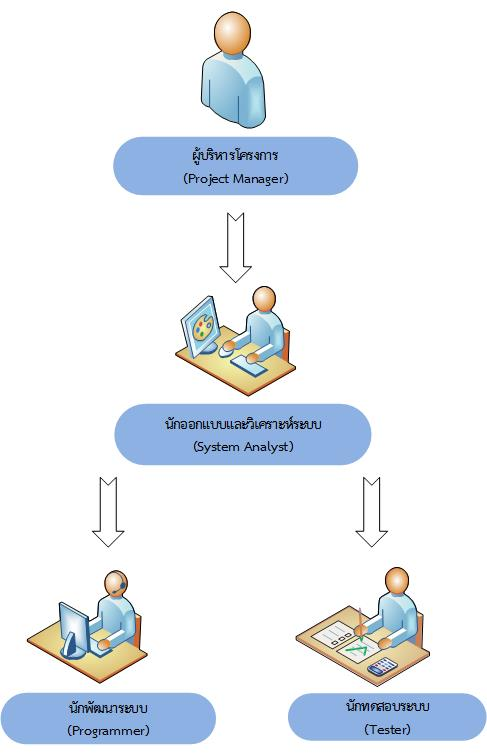 ผู้บริหารโครงการ
(Project Manager)
นักออกแบบและวิเคราะห์ระบบ
(System Analyst)
นักพัฒนาระบบ
(Programmer)
นักทดสอบระบบ
(Tester)